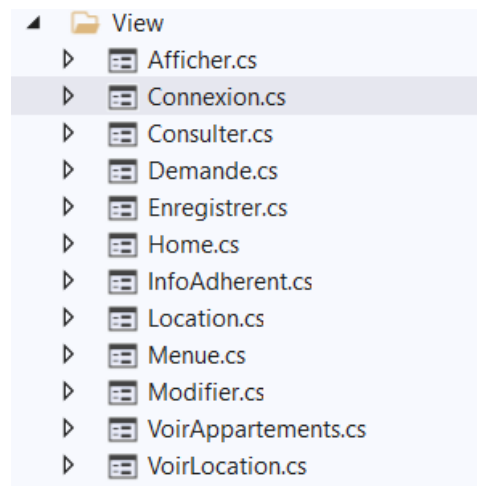 View
Afficher.cs
Connexion.cs
Consulter.cs
Demande.cs
Enregistrer.cs
Home.cs
InfoAdherent.cs
Location.cs
Menue.cs
Modifier.cs
VoirAppartements.cs
VoirLocation.cs